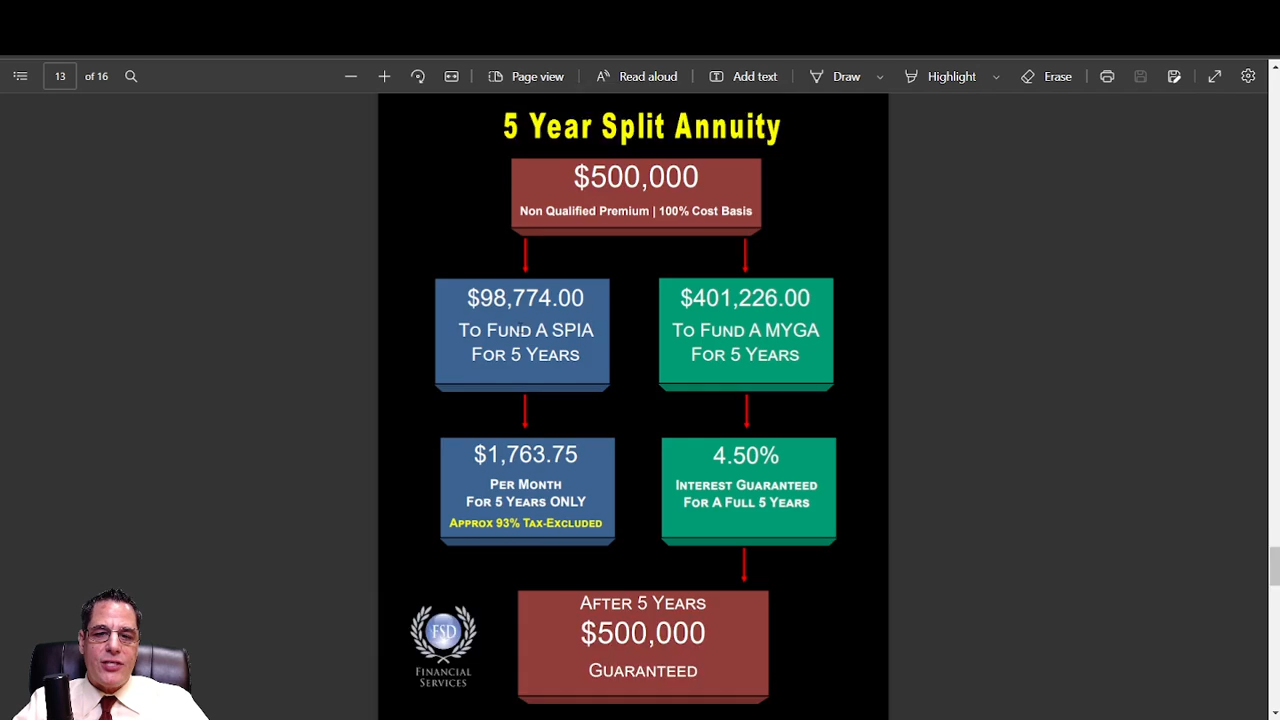 13 of 16 Page view Read aloud Add text Draw Highlight Erase
5 Year Split Annuity
$500,000
Non Qualified Premium | 100% Cost Basis
$98,774.00
To Fund A SPIA
For 5 Years
$401,226.00
To Fund A MYGA
For 5 Years
$1,763.75
Per Month
For 5 Years ONLY
Approx 93% Tax-Excluded
4.50%
Interest Guaranteed
For A Full 5 Years
After 5 Years
$500,000
Guaranteed
FSD
Financial
Services